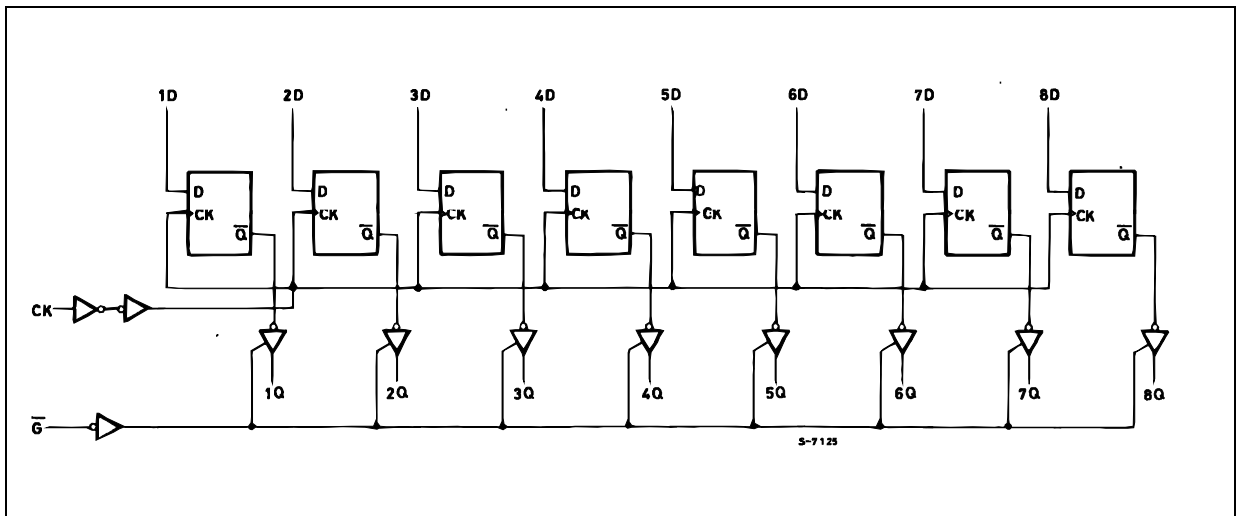 1D 2D 3D 4D 5D 6D 7D 8D
D D D D D D D D
CK CK CK CK CK CK CK CK
Q̅ Q̅ Q̅ Q̅ Q̅ Q̅ Q̅ Q̅
CK
1Q 2Q 3Q 4Q 5Q 6Q 7Q 8Q
G̅
S-7125